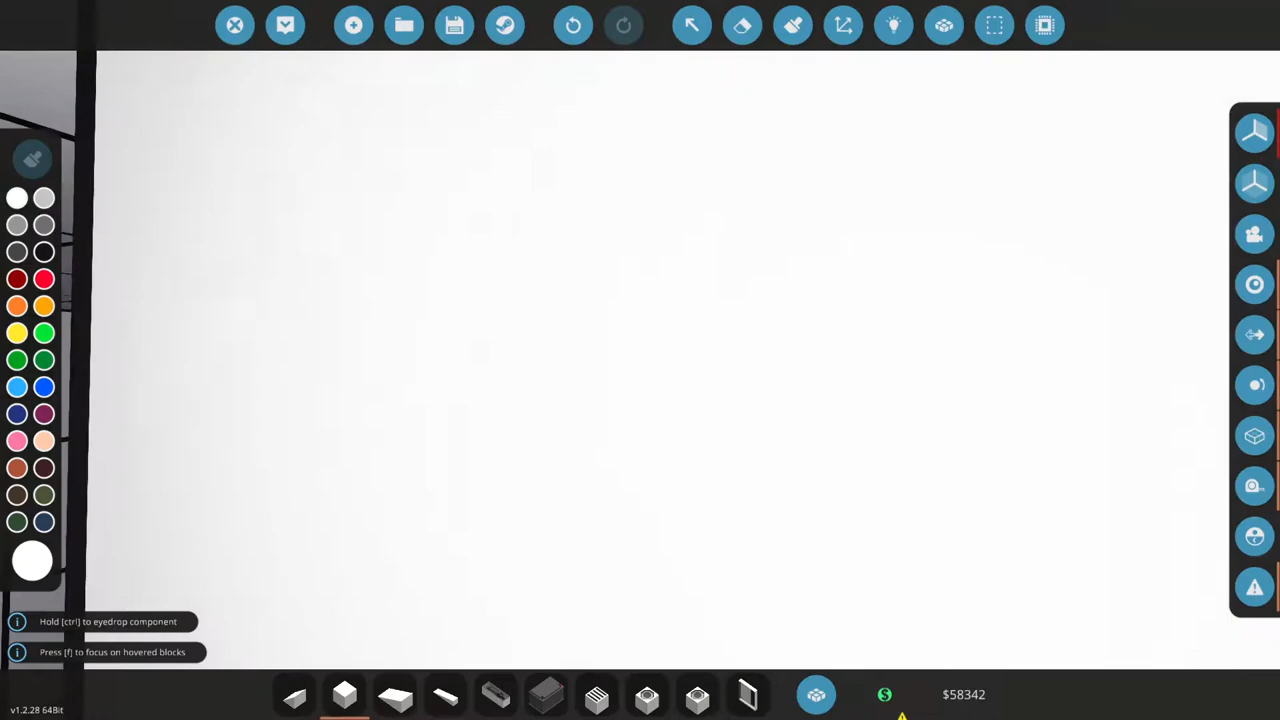 Hold [ctrl] to eyedrop component
Press [f] to focus on hovered blocks
v1.2.28 64Bit
$58342